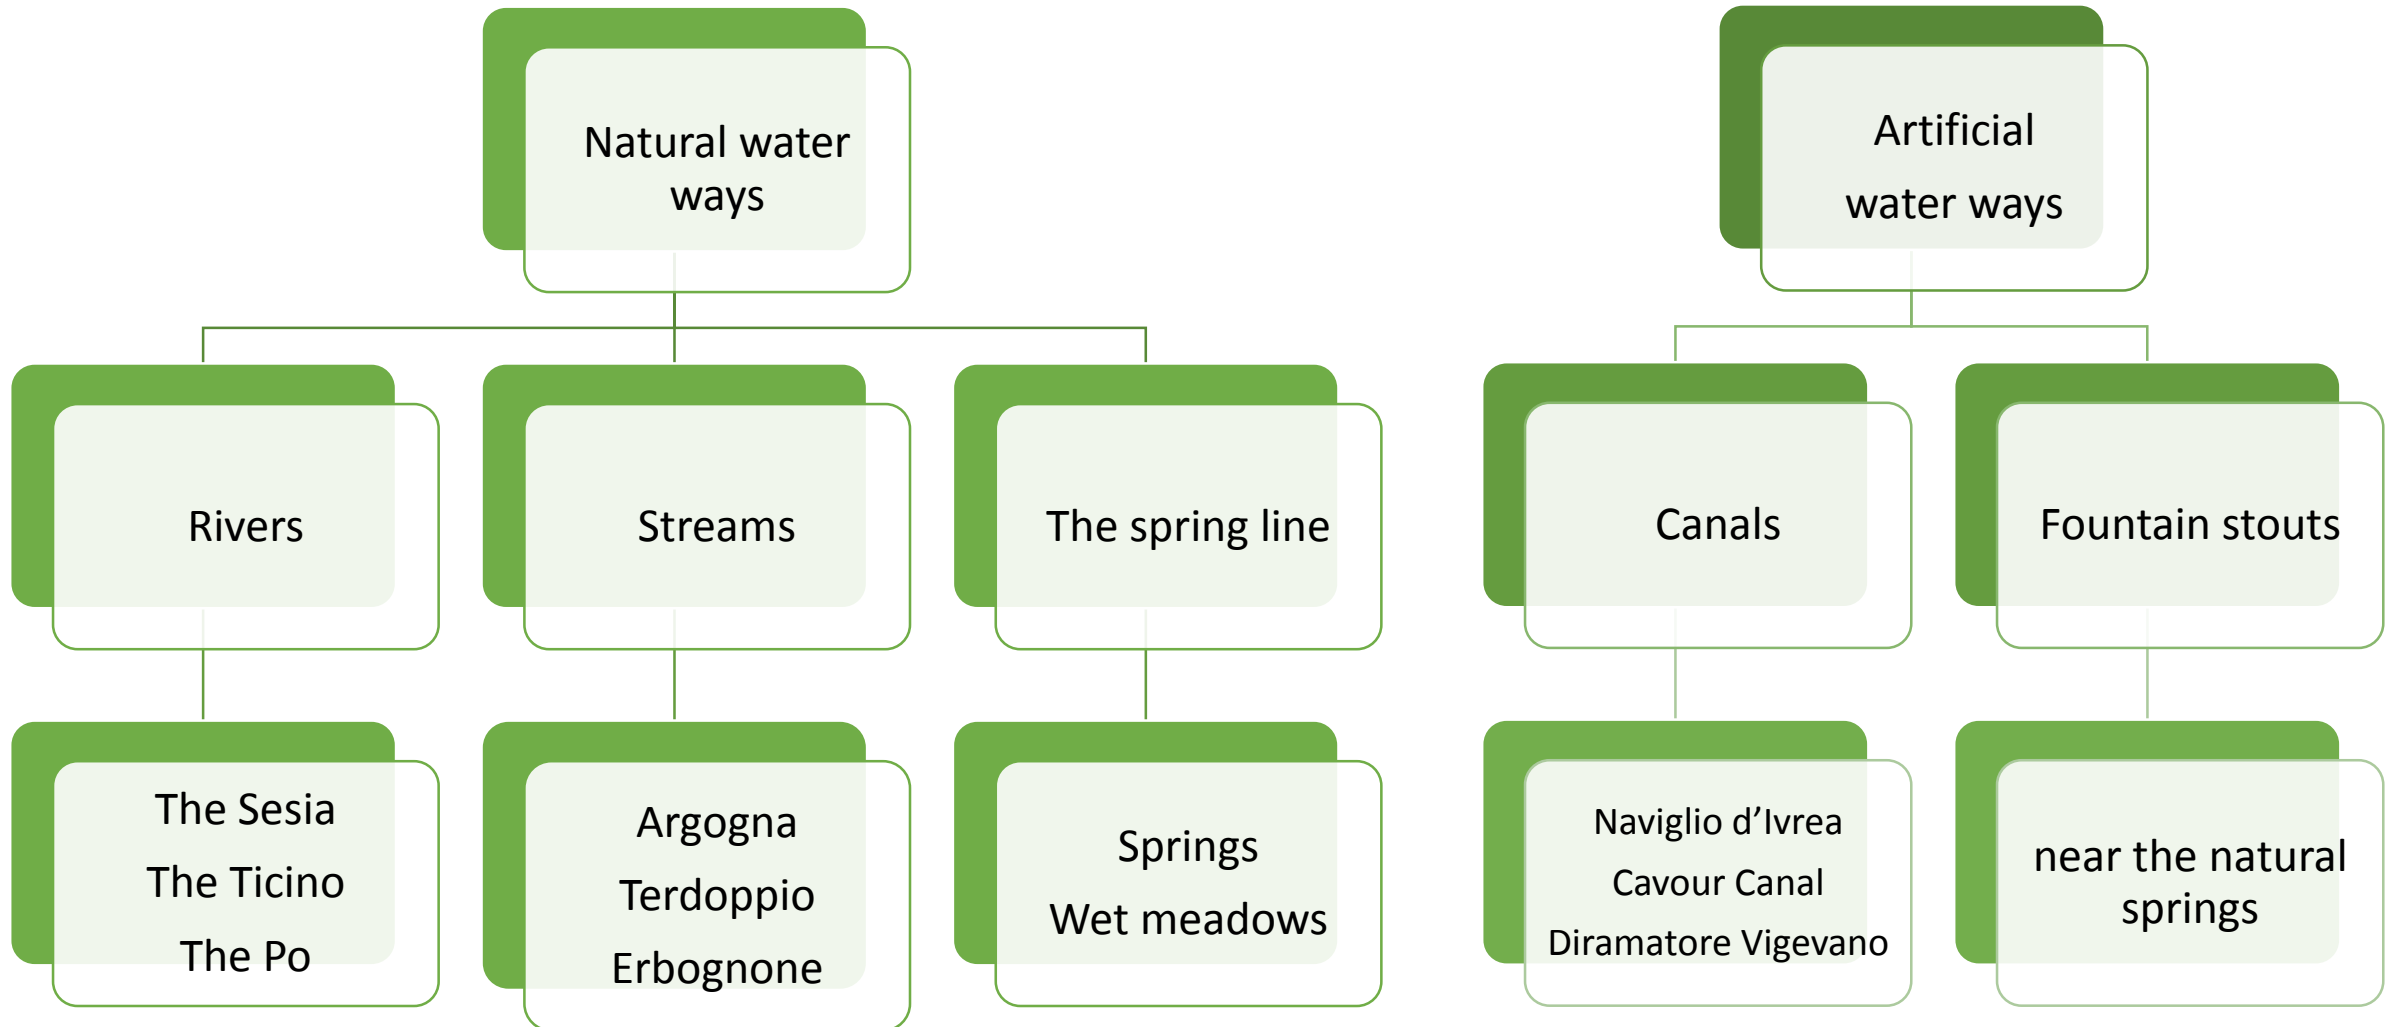 Natural water
ways
Artificial
water ways
Rivers
Streams
The spring line
Canals
Fountain stouts
The Sesia
The Ticino
The Po
Argogna
Terdoppio
Erbognone
Springs
Wet meadows
Naviglio d’Ivrea
Cavour Canal
Diramatore Vigevano
near the natural
springs